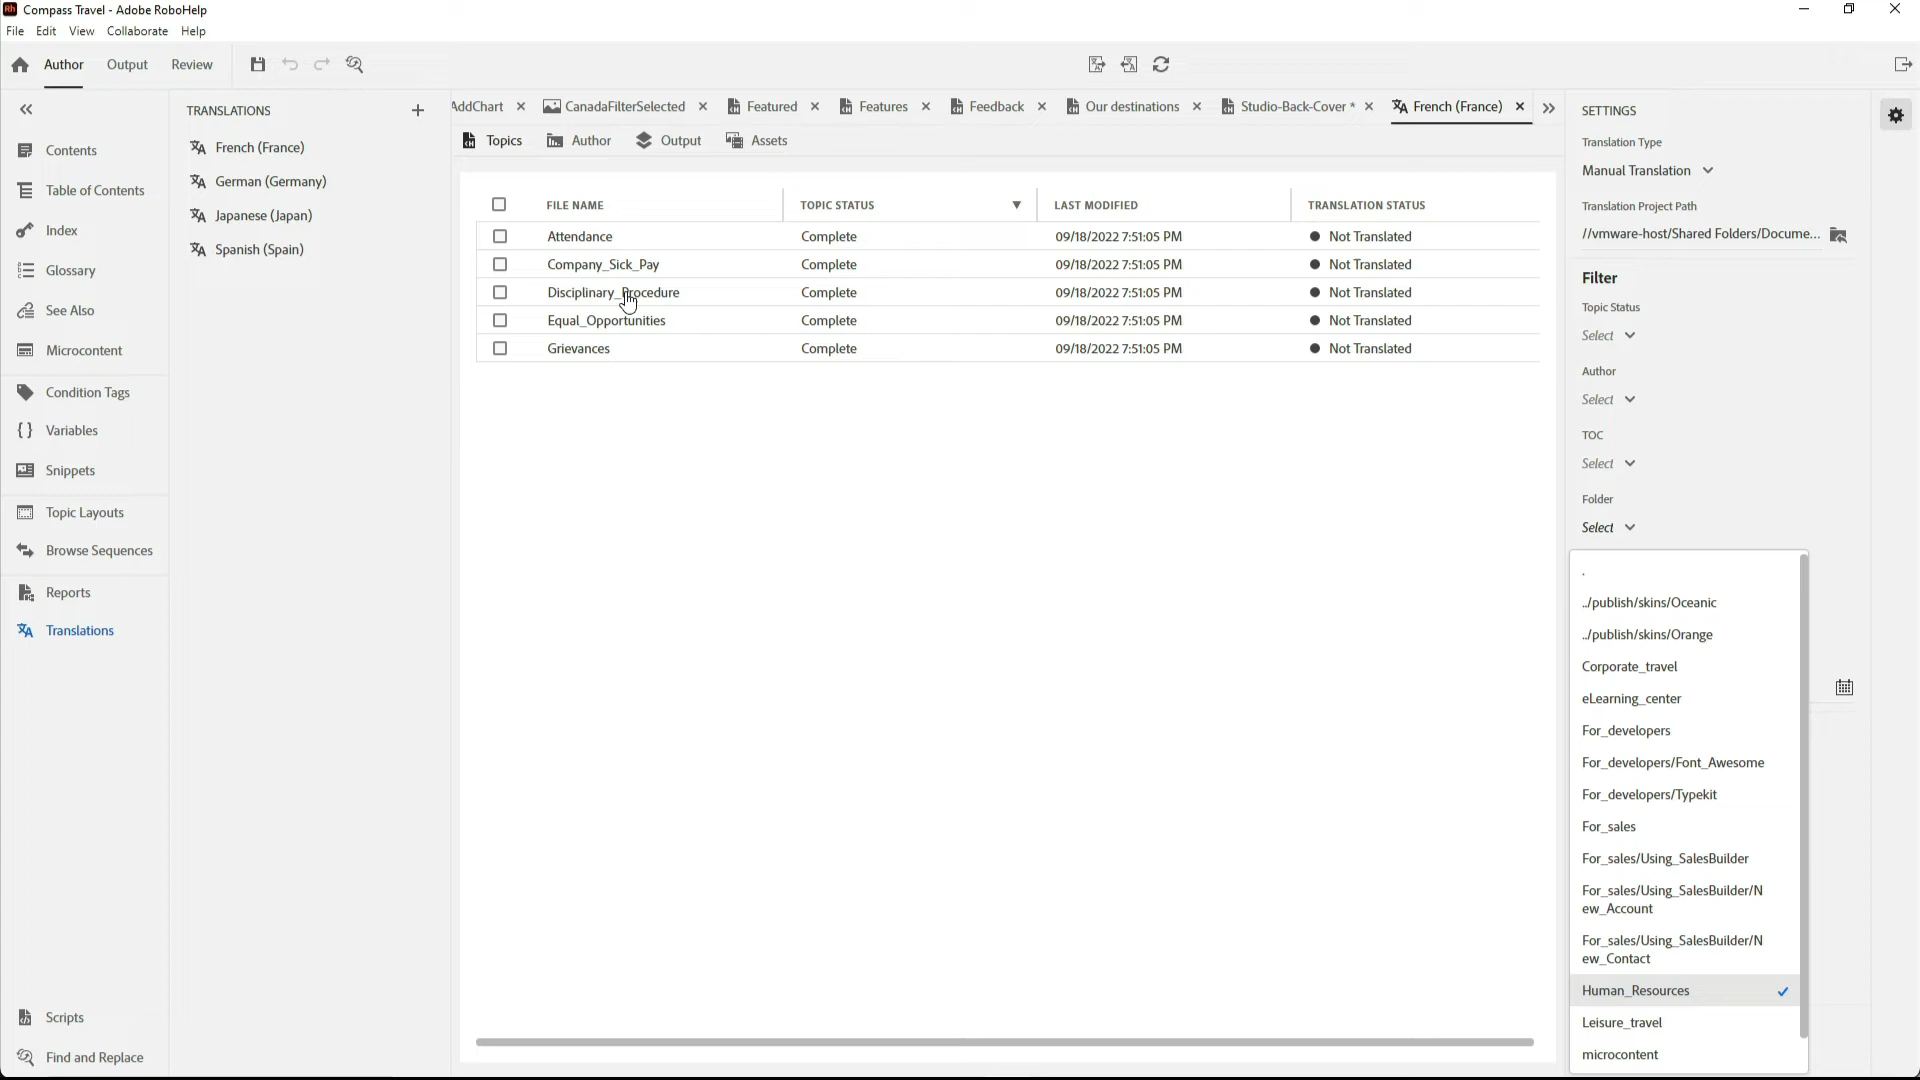 Rh Compass Travel - Adobe RoboHelp
File Edit View Collaborate Help
Author Output Review
TRANSLATIONS
AddChart CanadaFilterSelected Featured Features Feedback Our destinations Studio-Back-Cover * French (France)
SETTINGS
Topics Author Output Assets
Contents
Table of Contents
Index
Glossary
See Also
Microcontent
Condition Tags
Variables
Snippets
Topic Layouts
Browse Sequences
Reports
Translations
Scripts
Find and Replace
French (France)
German (Germany)
Japanese (Japan)
Spanish (Spain)
FILE NAME TOPIC STATUS LAST MODIFIED TRANSLATION STATUS
Attendance Complete 09/18/2022 7:51:05 PM Not Translated
Company_Sick_Pay Complete 09/18/2022 7:51:05 PM Not Translated
Disciplinary_Procedure Complete 09/18/2022 7:51:05 PM Not Translated
Equal_Opportunities Complete 09/18/2022 7:51:05 PM Not Translated
Grievances Complete 09/18/2022 7:51:05 PM Not Translated
Translation Type
Manual Translation
Translation Project Path
//vmware-host/Shared Folders/Docume...
Filter
Topic Status
Select
Author
Select
TOC
Select
Folder
Select
.
../publish/skins/Oceanic
../publish/skins/Orange
Corporate_travel
eLearning_center
For_developers
For_developers/Font_Awesome
For_developers/Typekit
For_sales
For_sales/Using_SalesBuilder
For_sales/Using_SalesBuilder/N
ew_Account
For_sales/Using_SalesBuilder/N
ew_Contact
Human_Resources
Leisure_travel
microcontent